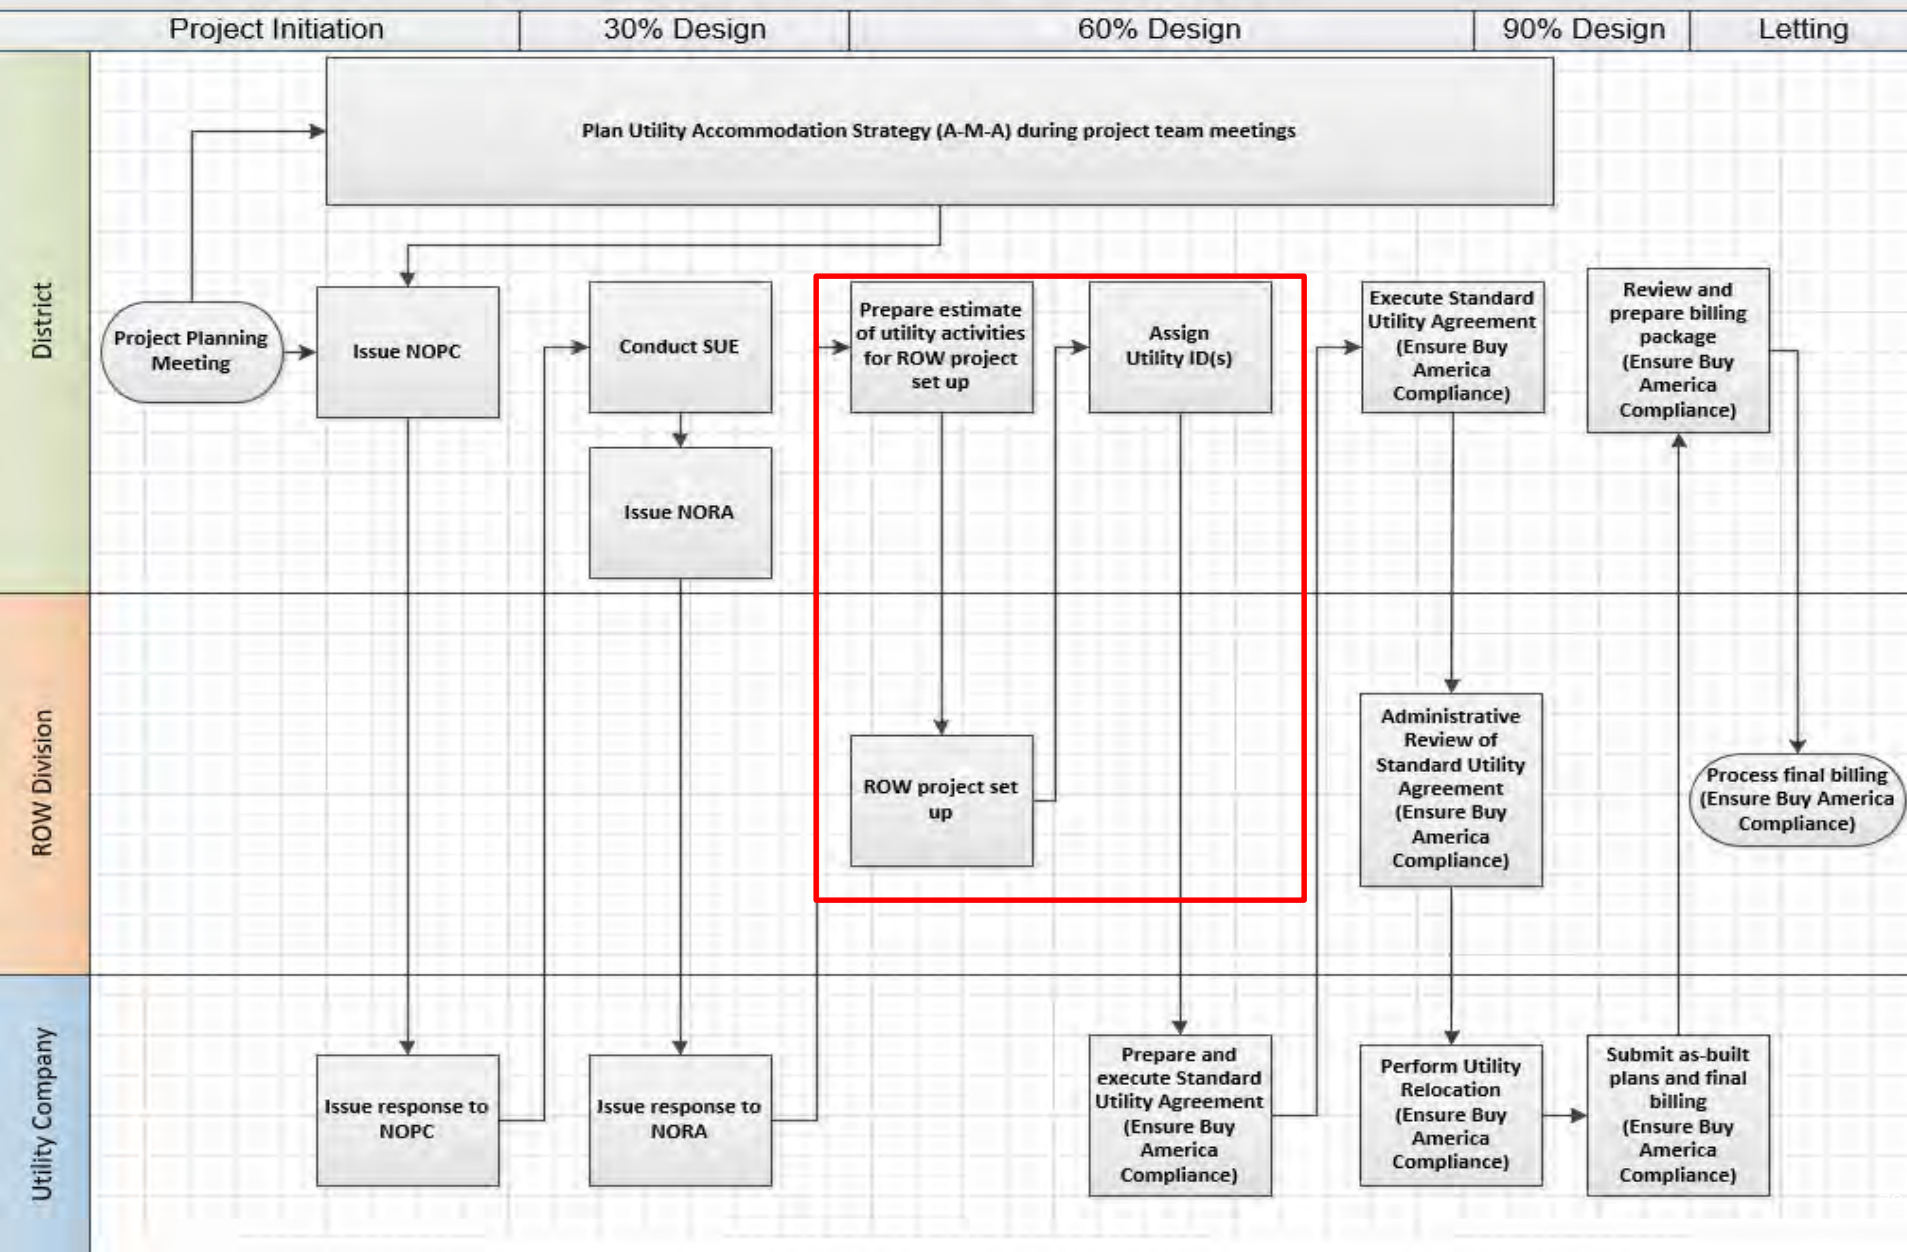 Project Initiation
30% Design
60% Design
90% Design
Letting
District
Plan Utility Accommodation Strategy (A-M-A) during project team meetings
Project Planning
Meeting
Issue NOPC
Conduct SUE
Issue NORA
Prepare estimate
of utility activities
for ROW project
set up
Assign
Utility ID(s)
Execute Standard
Utility Agreement
(Ensure Buy
America
Compliance)
Review and
prepare billing
package
(Ensure Buy
America
Compliance)
ROW Division
ROW project set
up
Administrative
Review of
Standard Utility
Agreement
(Ensure Buy
America
Compliance)
Process final billing
(Ensure Buy America
Compliance)
Utility Company
Issue response to
NOPC
Issue response to
NORA
Prepare and
execute Standard
Utility Agreement
(Ensure Buy
America
Compliance)
Perform Utility
Relocation
(Ensure Buy
America
Compliance)
Submit as-built
plans and final
billing
(Ensure Buy
America
Compliance)